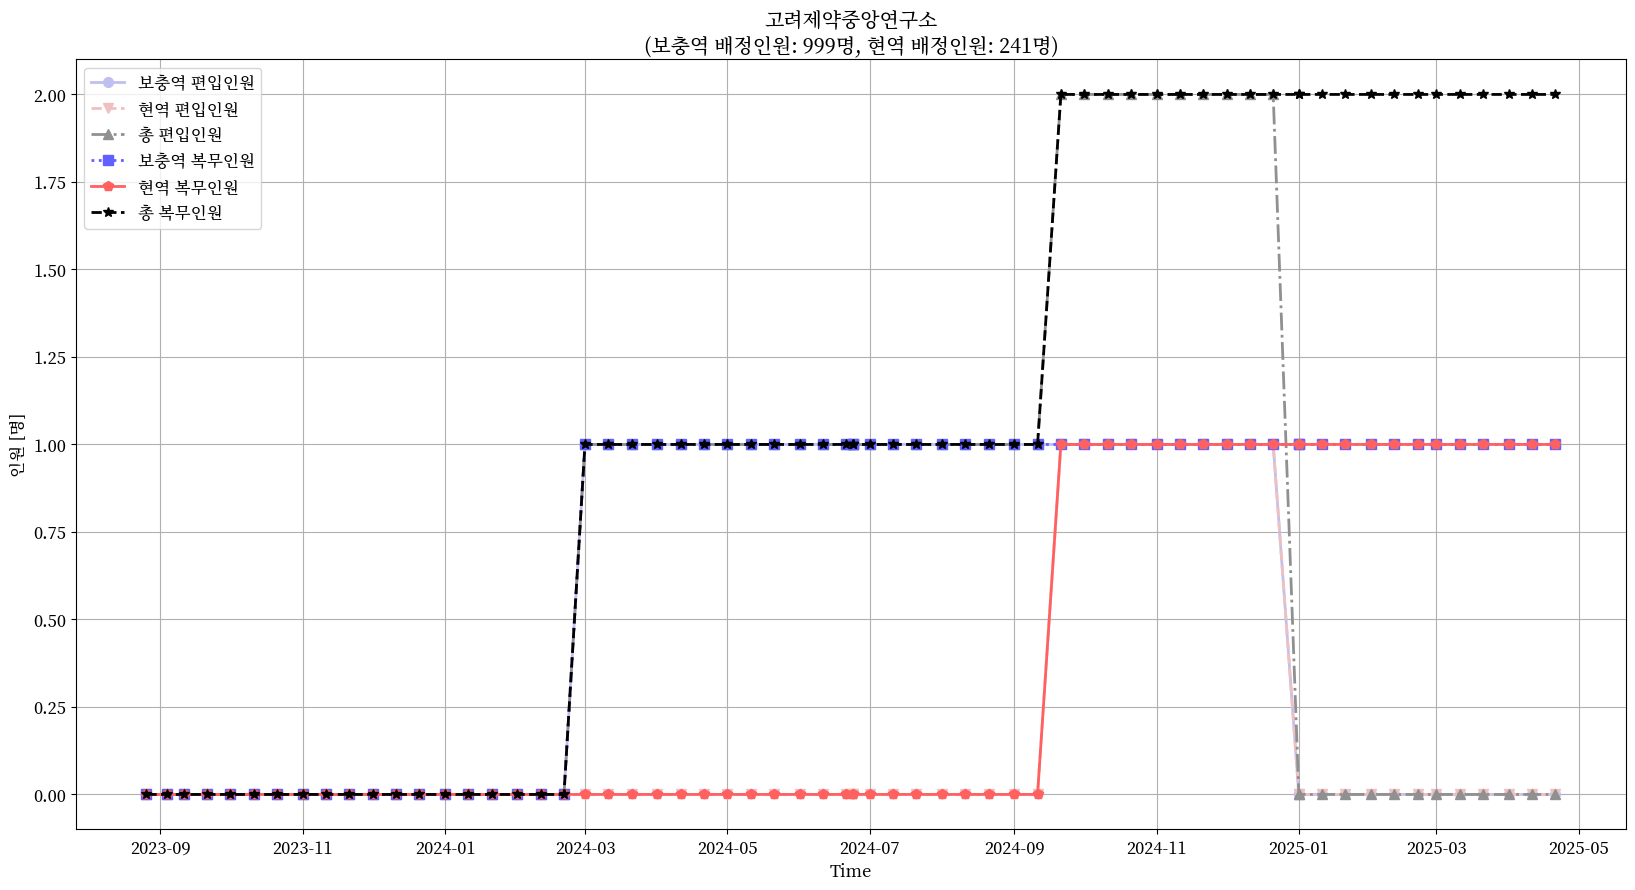 고려제약중앙연구소
(보충역 배정인원: 999명, 현역 배정인원: 241명)
보충역 편입인원
현역 편입인원
총 편입인원
보충역 복무인원
현역 복무인원
총 복무인원
인원 [명]
2.00
1.75
1.50
1.25
1.00
0.75
0.50
0.25
0.00
2023-09
2023-11
2024-01
2024-03
2024-05
2024-07
2024-09
2024-11
2025-01
2025-03
2025-05
Time